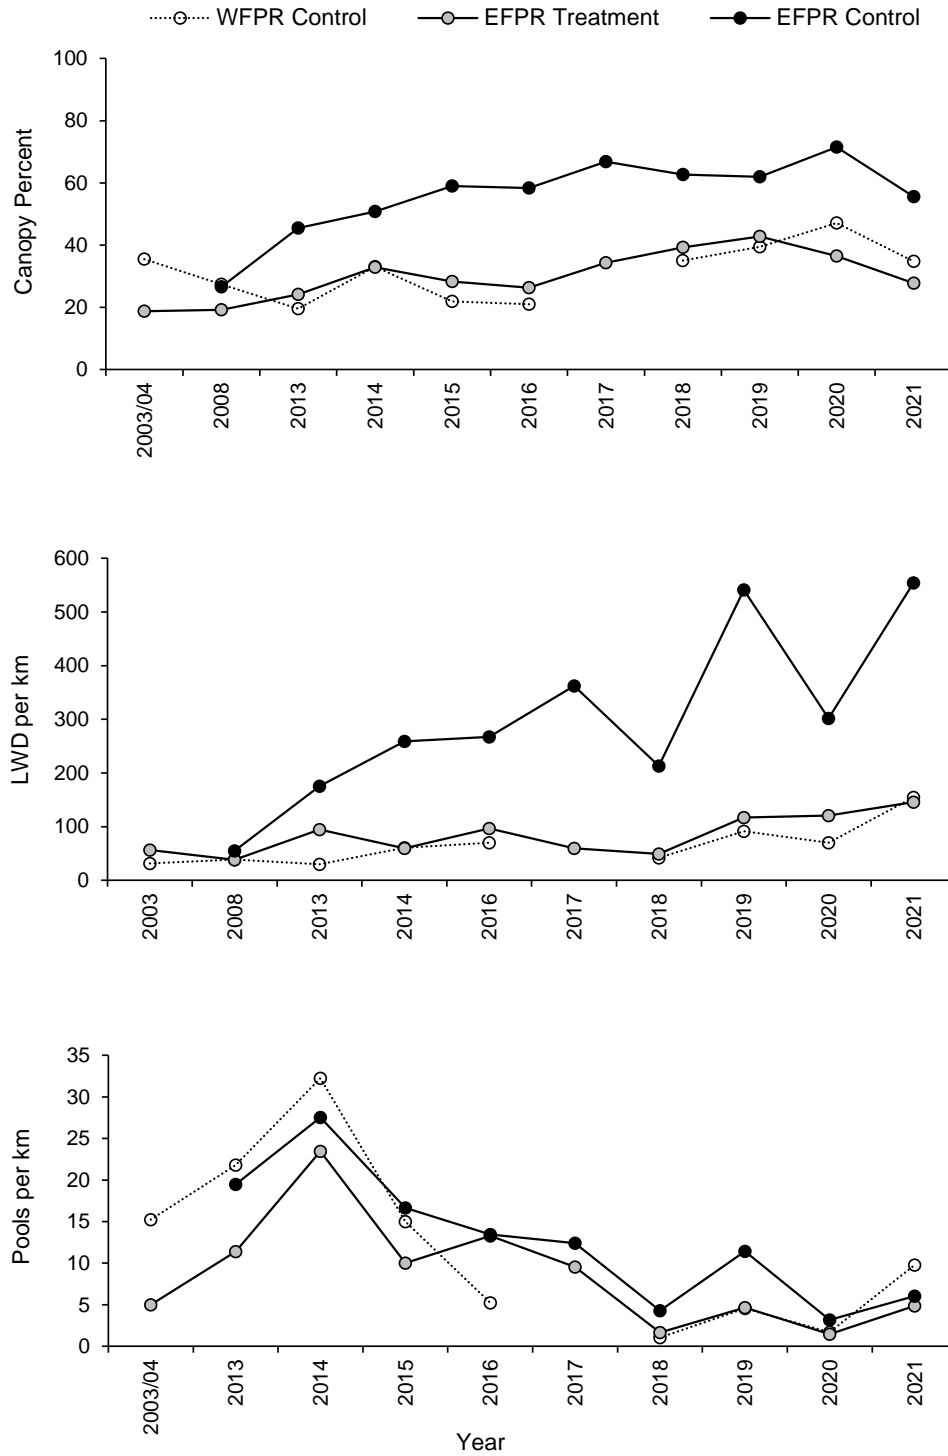 WFPR Control EFPR Treatment EFPR Control
Canopy Percent
100
80
60
40
20
0
2003/04 2008 2013 2014 2015 2016 2017 2018 2019 2020 2021
LWD per km
600
500
400
300
200
100
0
2003 2008 2013 2014 2016 2017 2018 2019 2020 2021
Pools per km
35
30
25
20
15
10
5
0
2003/04 2013 2014 2015 2016 2017 2018 2019 2020 2021
Year